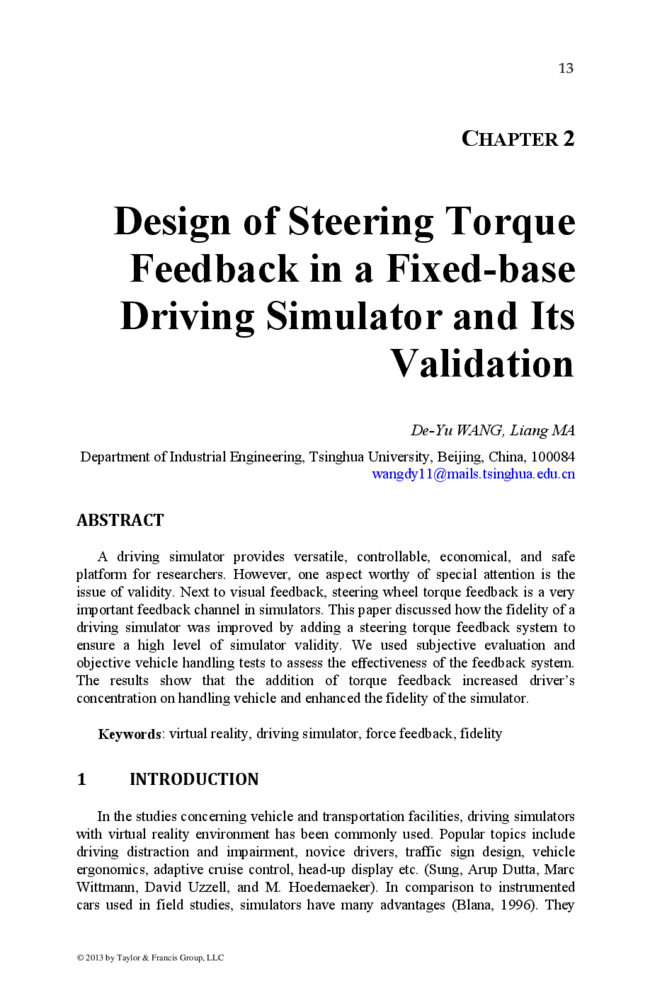 13
CHAPTER 2
Design of Steering Torque
Feedback in a Fixed-base
Driving Simulator and Its
Validation
De-Yu WANG, Liang MA
Department of Industrial Engineering, Tsinghua University, Beijing, China, 100084
wangdy11@mails.tsinghua.edu.cn
ABSTRACT
A driving simulator provides versatile, controllable, economical, and safe
platform for researchers. However, one aspect worthy of special attention is the
issue of validity. Next to visual feedback, steering wheel torque feedback is a very
important feedback channel in simulators. This paper discussed how the fidelity of a
driving simulator was improved by adding a steering torque feedback system to
ensure a high level of simulator validity. We used subjective evaluation and
objective vehicle handling tests to assess the effectiveness of the feedback system.
The results show that the addition of torque feedback increased driver's
concentration on handling vehicle and enhanced the fidelity of the simulator.
Keywords: virtual reality, driving simulator, force feedback, fidelity
1 INTRODUCTION
In the studies concerning vehicle and transportation facilities, driving simulators
with virtual reality environment has been commonly used. Popular topics include
driving distraction and impairment, novice drivers, traffic sign design, vehicle
ergonomics, adaptive cruise control, head-up display etc. (Sung, Arup Dutta, Marc
Wittmann, David Uzzell, and M. Hoedemaeker). In comparison to instrumented
cars used in field studies, simulators have many advantages (Blana, 1996). They
© 2013 by Taylor & Francis Group, LLC